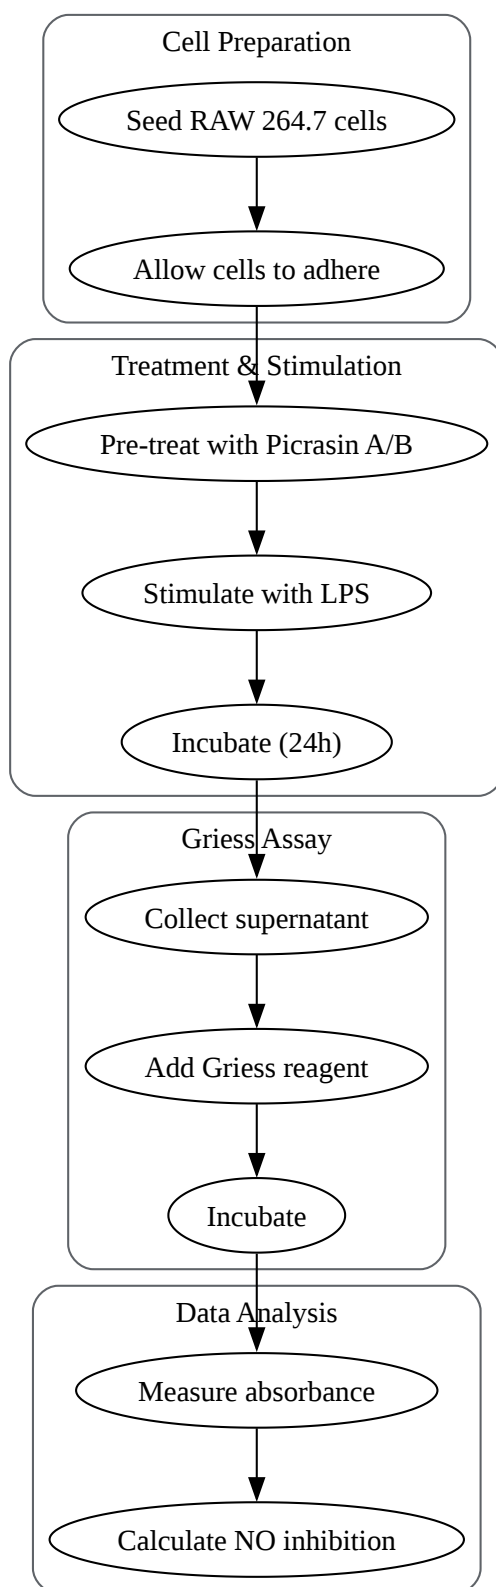 Cell Preparation
Seed RAW 264.7 cells
Allow cells to adhere
Treatment & Stimulation
Pre-treat with Picrasin A/B
Stimulate with LPS
Incubate (24h)
Griess Assay
Collect supernatant
Add Griess reagent
Incubate
Data Analysis
Measure absorbance
Calculate NO inhibition